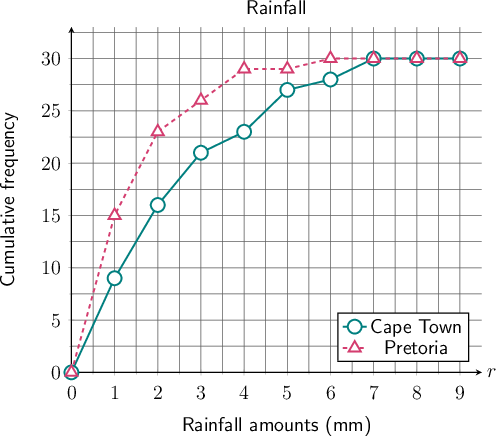 Rainfall
Cumulative frequency
30
25
20
15
10
5
0
0 1 2 3 4 5 6 7 8 9 r
Rainfall amounts (mm)
Cape Town
Pretoria